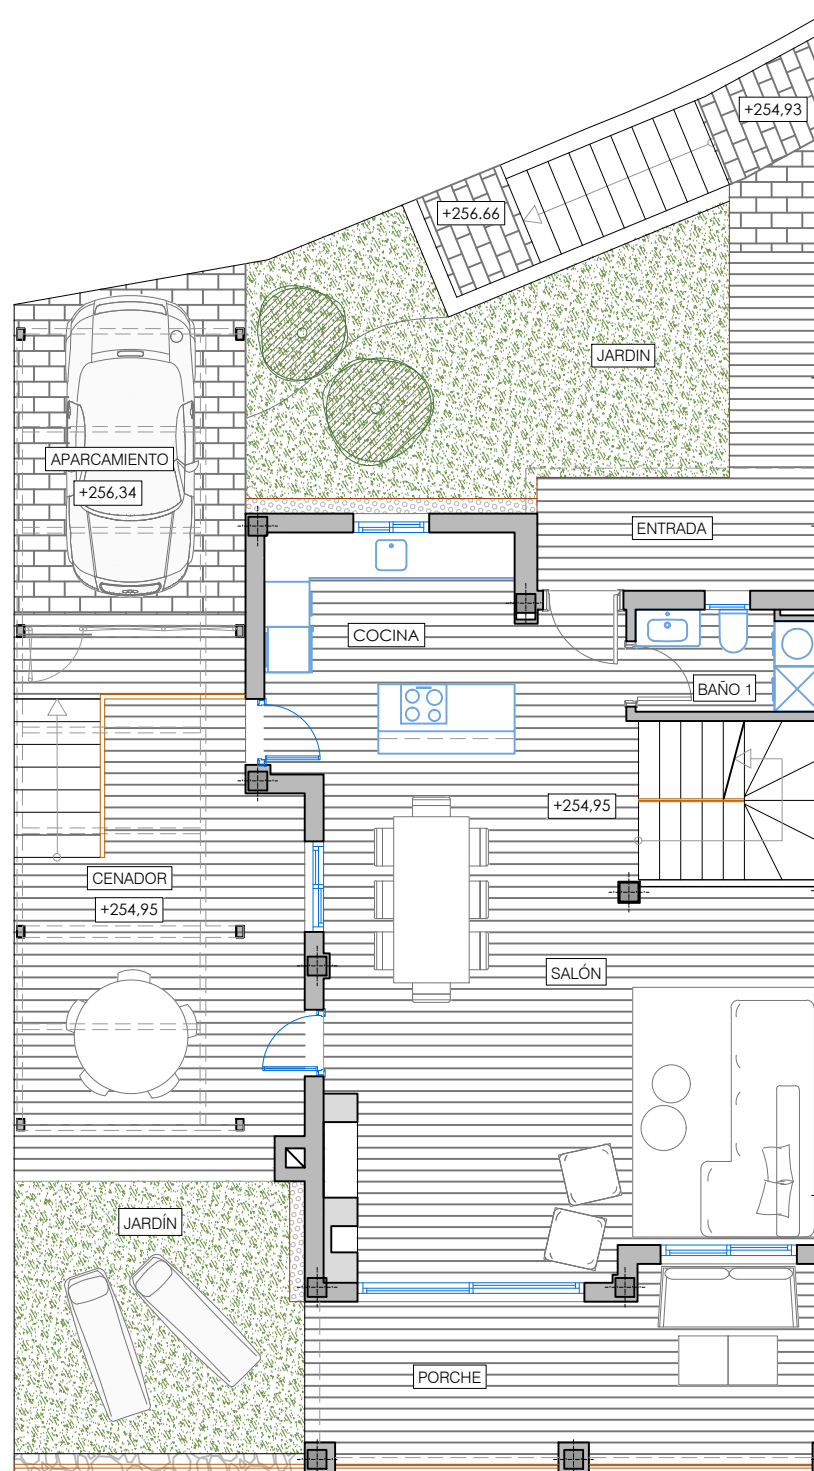 +254,93
+256.66
JARDIN
APARCAMIENTO
+256,34
ENTRADA
COCINA
BAÑO 1
+254,95
CENADOR
+254,95
SALÓN
JARDÍN
PORCHE